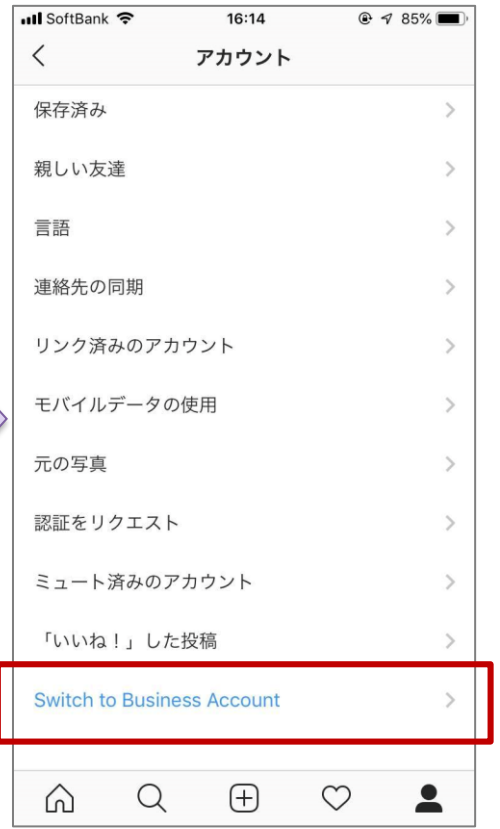 SoftBank 16:14 85%
アカウント
保存済み
親しい友達
言語
連絡先の同期
リンク済みのアカウント
モバイルデータの使用
元の写真
認証をリクエスト
ミュート済みのアカウント
「いいね！」した投稿
Switch to Business Account